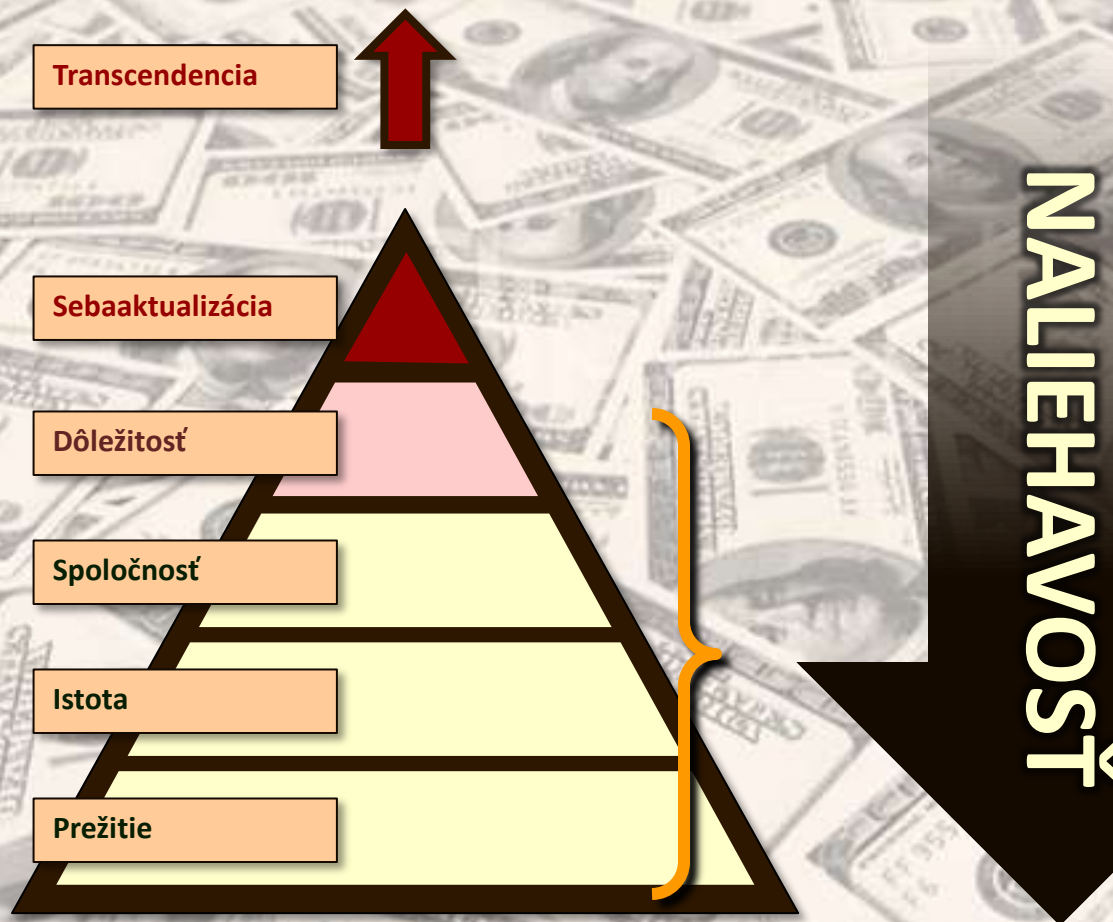 Transcendencia
Sebaaktualizácia
Dôležitosť
Spoločnosť
Istota
Prežitie
NALIEHAVOSŤ